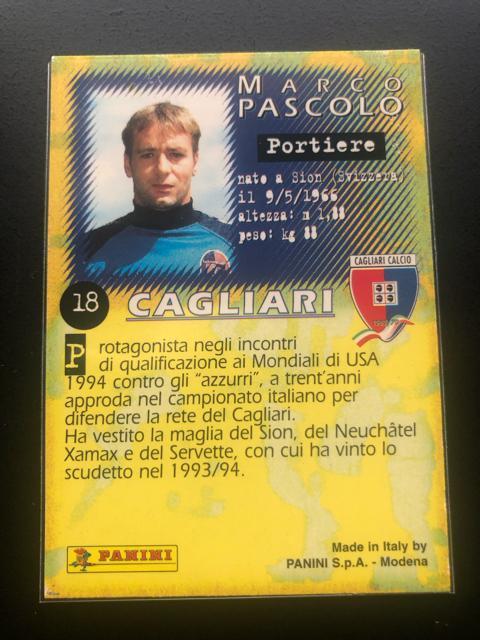 MARCO
PASCOLO
Portiere
nato a Sion (Svizzera)
il 9/5/1966
altezza: m 1,88
peso: kg 88
CAGLIARI CALCIO
18
CAGLIARI
Protagonista negli incontri
di qualificazione ai Mondiali di USA
1994 contro gli "azzurri", a trent'anni
approda nel campionato italiano per
difendere la rete del Cagliari.
Ha vestito la maglia del Sion, del Neuchâtel
Xamax e del Servette, con cui ha vinto lo
scudetto nel 1993/94.
PANINI
Made in Italy by
PANINI S.p.A. - Modena